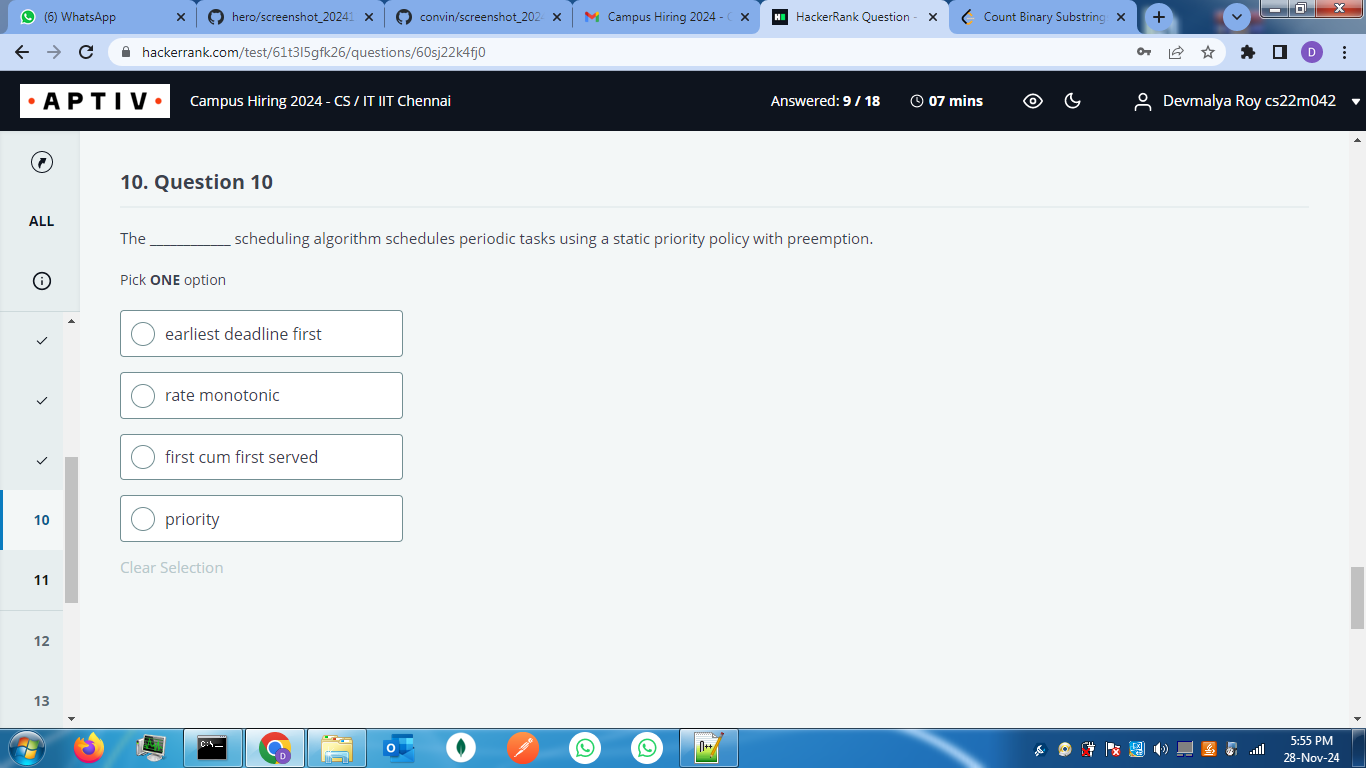 (6) WhatsApp
hero/screenshot_20241
convin/screenshot_202
Campus Hiring 2024 -
HackerRank Question -
Count Binary Substring
hackerrank.com/test/61t3l5gfk26/questions/60sj22k4fj0
D
APTIV
Campus Hiring 2024 - CS / IT IIT Chennai
Answered: 9 / 18
07 mins
Devmalya Roy cs22m042
ALL
10. Question 10
The ____________ scheduling algorithm schedules periodic tasks using a static priority policy with preemption.
Pick ONE option
earliest deadline first
rate monotonic
first cum first served
priority
Clear Selection
10
11
12
13
5:55 PM
28-Nov-24